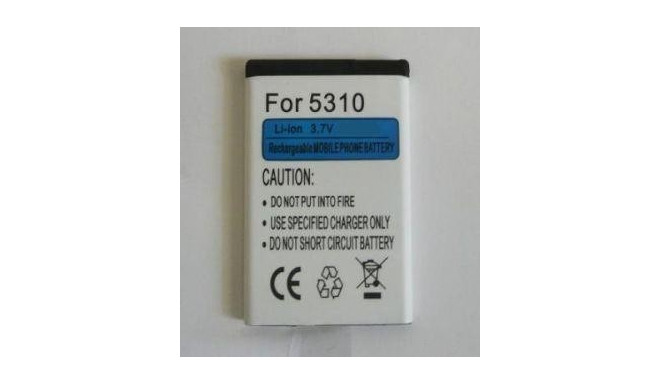 For 5310
Li-ion 3.7V
Rechargeable MOBILE PHONE BATTERY
CAUTION:
• DO NOT PUT INTO FIRE
• USE SPECIFIED CHARGER ONLY
• DO NOT SHORT CIRCUIT BATTERY
CE